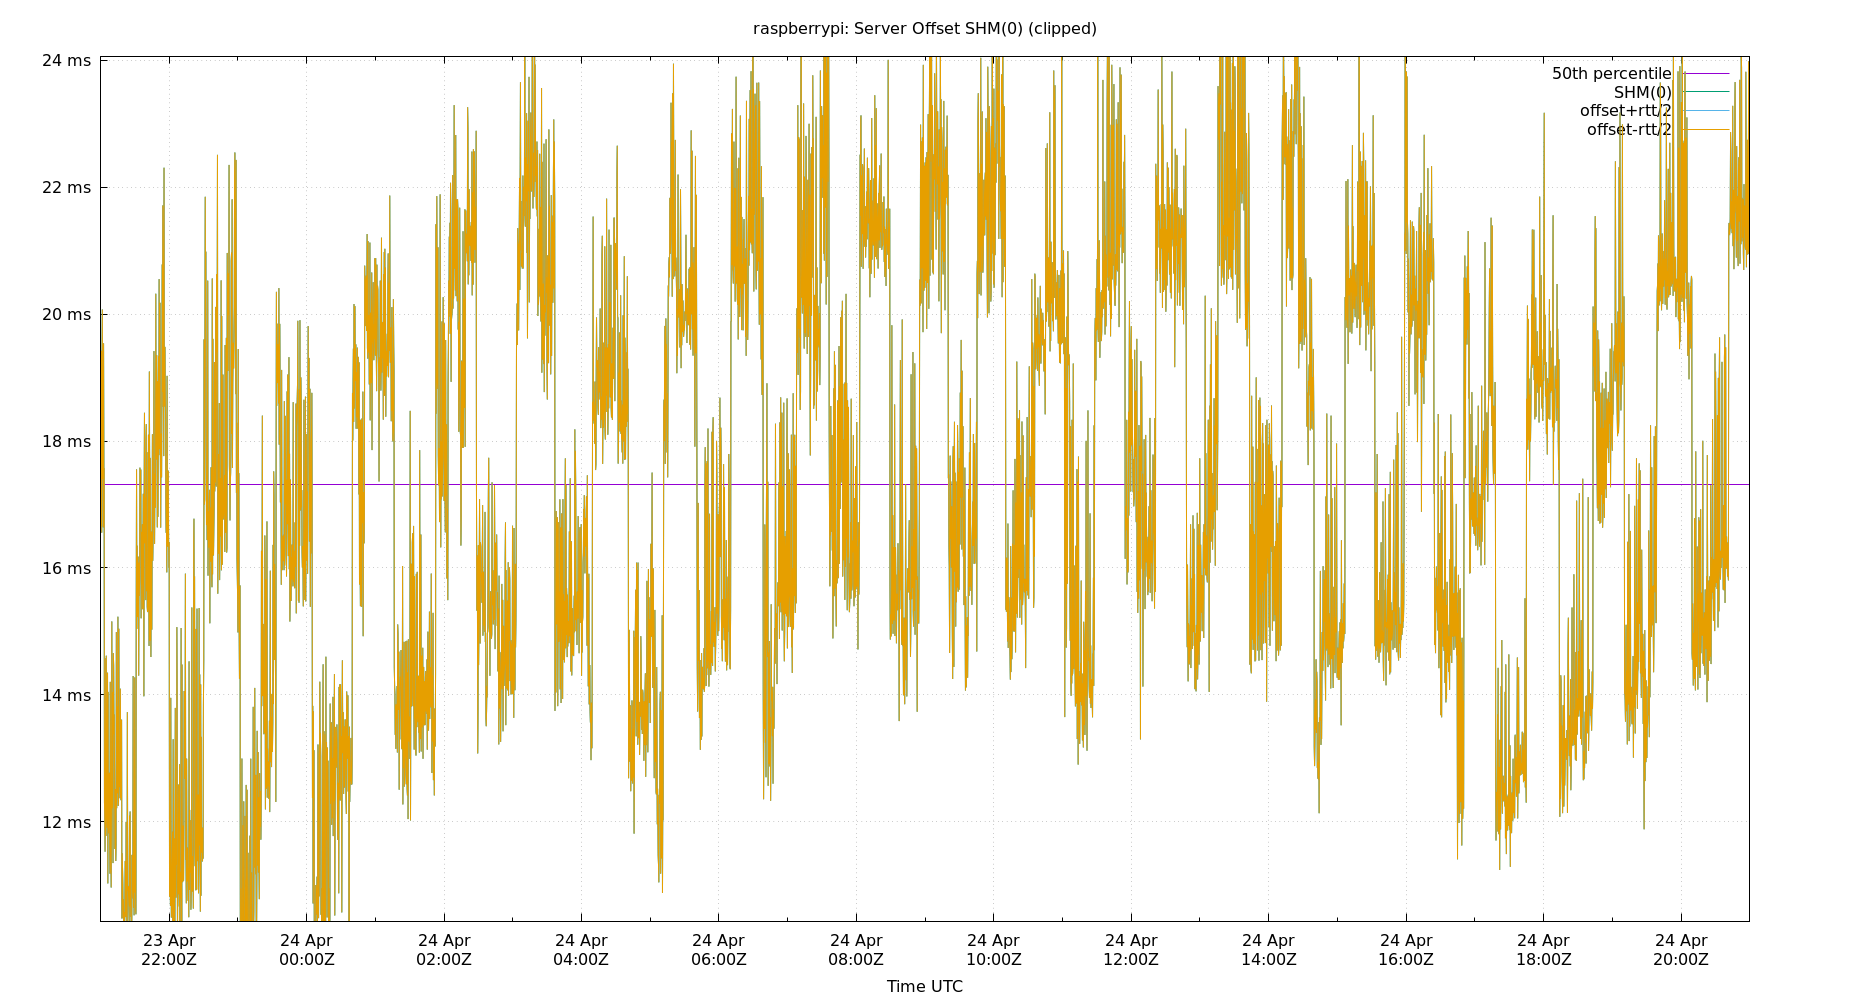 raspberrypi: Server Offset SHM(0) (clipped)
24 ms
22 ms
20 ms
18 ms
16 ms
14 ms
12 ms
50th percentile
SHM(0)
offset+rtt/2
offset-rtt/2
23 Apr
22:00Z
24 Apr
00:00Z
24 Apr
02:00Z
24 Apr
04:00Z
24 Apr
06:00Z
24 Apr
08:00Z
24 Apr
10:00Z
24 Apr
12:00Z
24 Apr
14:00Z
24 Apr
16:00Z
24 Apr
18:00Z
24 Apr
20:00Z
Time UTC